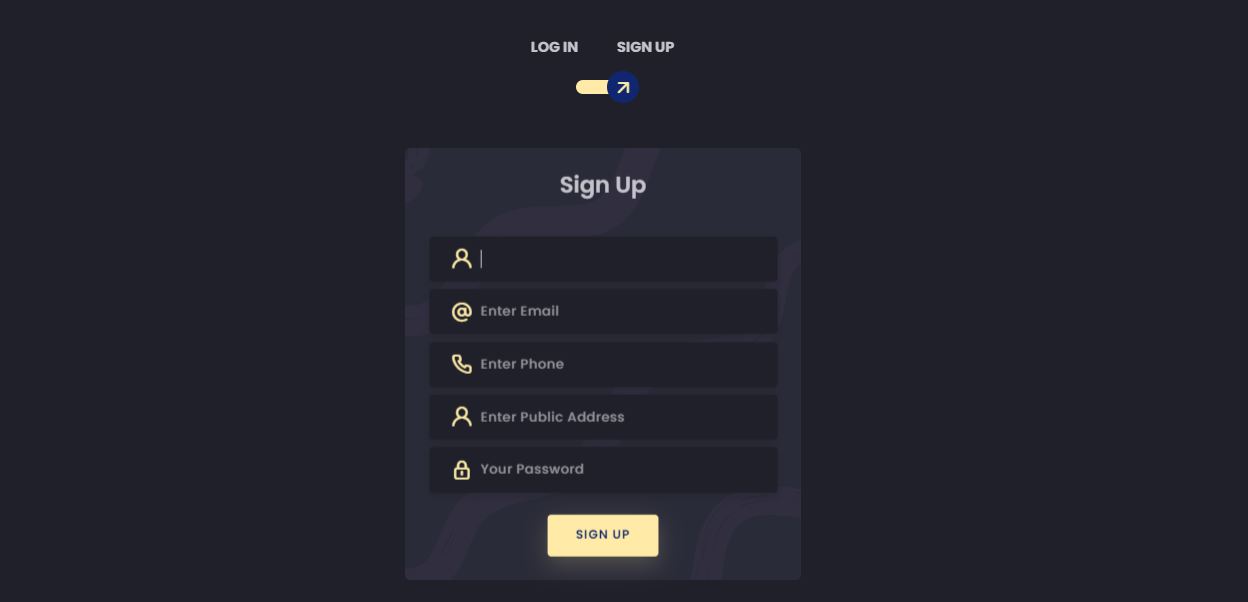 LOG IN SIGN UP
Sign Up
Enter Email
Enter Phone
Enter Public Address
Your Password
SIGN UP